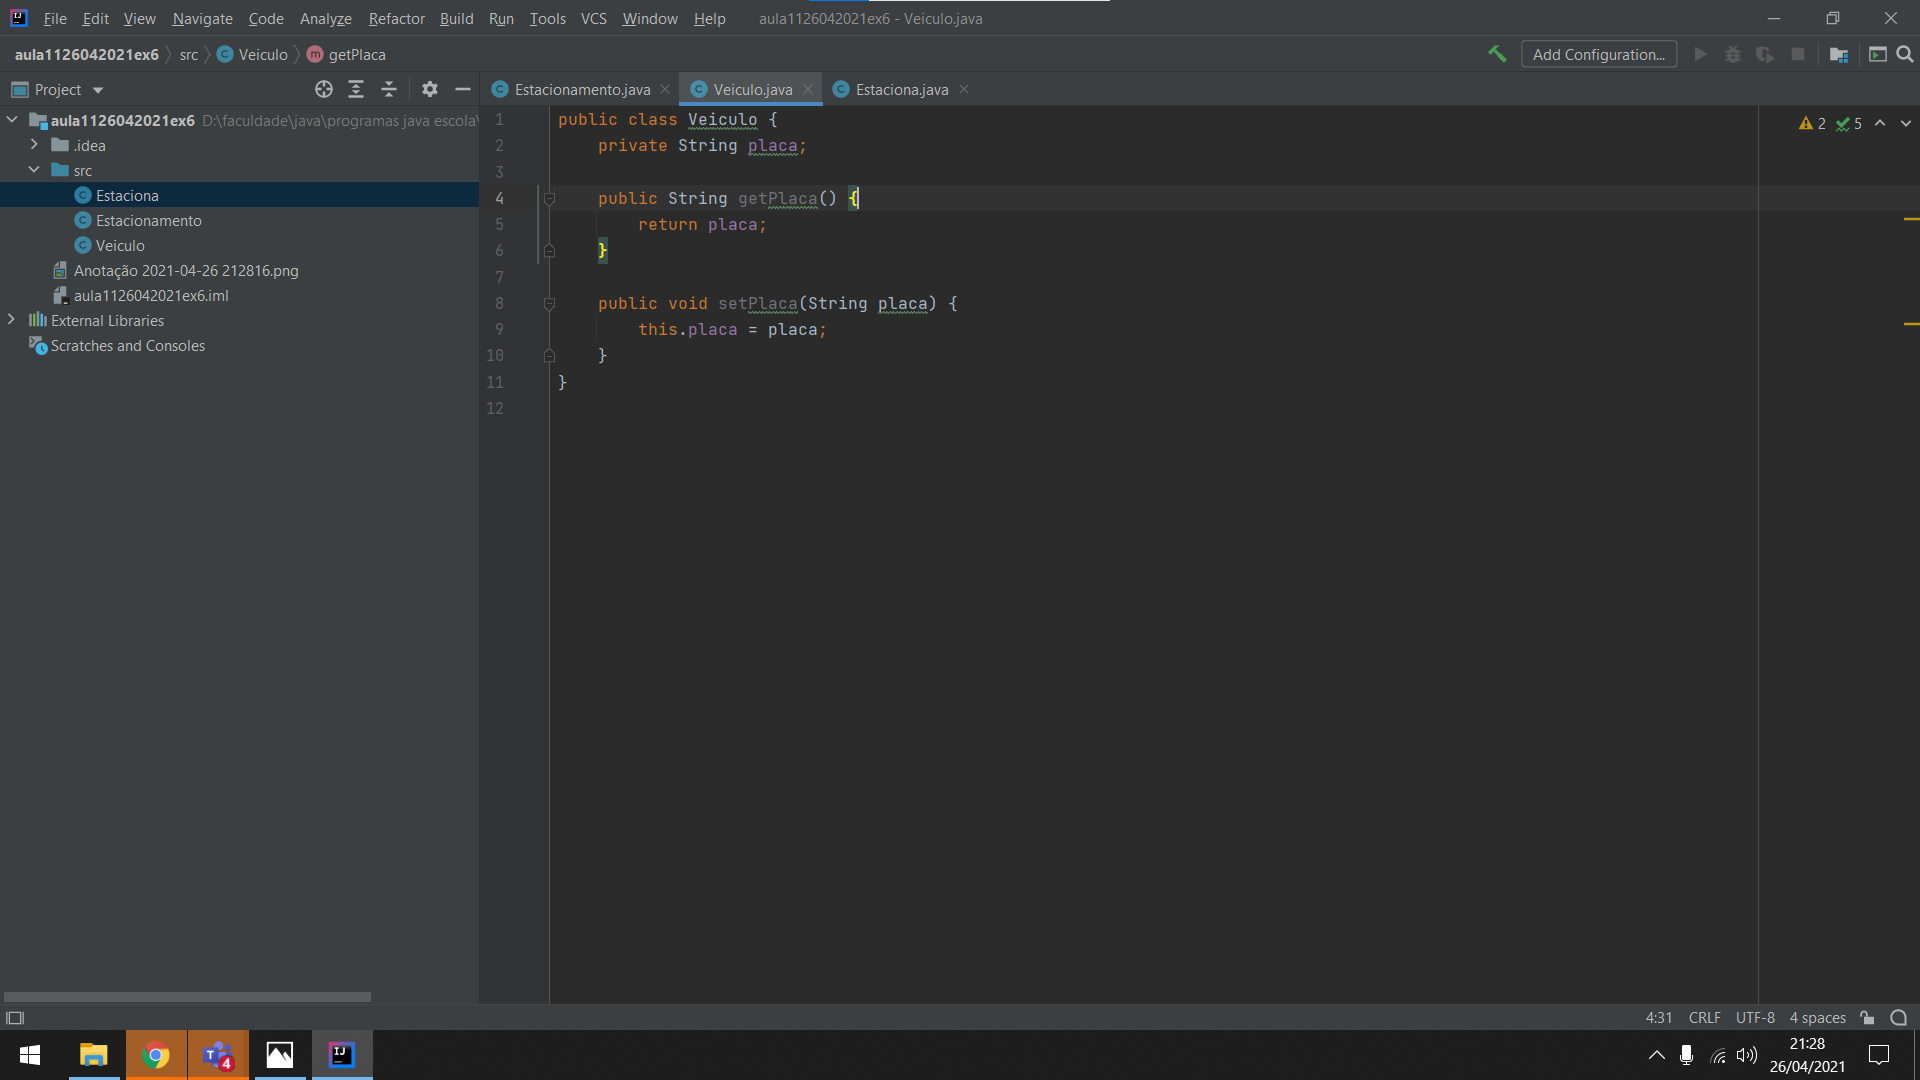 File Edit View Navigate Code Analyze Refactor Build Run Tools VCS Window Help aula1126042021ex6 - Veiculo.java
aula1126042021ex6 src Veiculo getPlaca Add Configuration...
Project Estacionamento.java Veiculo.java Estaciona.java
aula1126042021ex6 D:\faculdade\java\programas java escola\
.idea
src
Estaciona
Estacionamento
Veiculo
Anotação 2021-04-26 212816.png
aula1126042021ex6.iml
External Libraries
Scratches and Consoles
1 public class Veiculo {
2 private String placa;
3
4 public String getPlaca() {
5 return placa;
6 }
7
8 public void setPlaca(String placa) {
9 this.placa = placa;
10 }
11 }
12
2 5
4:31 CRLF UTF-8 4 spaces
4
21:28
26/04/2021